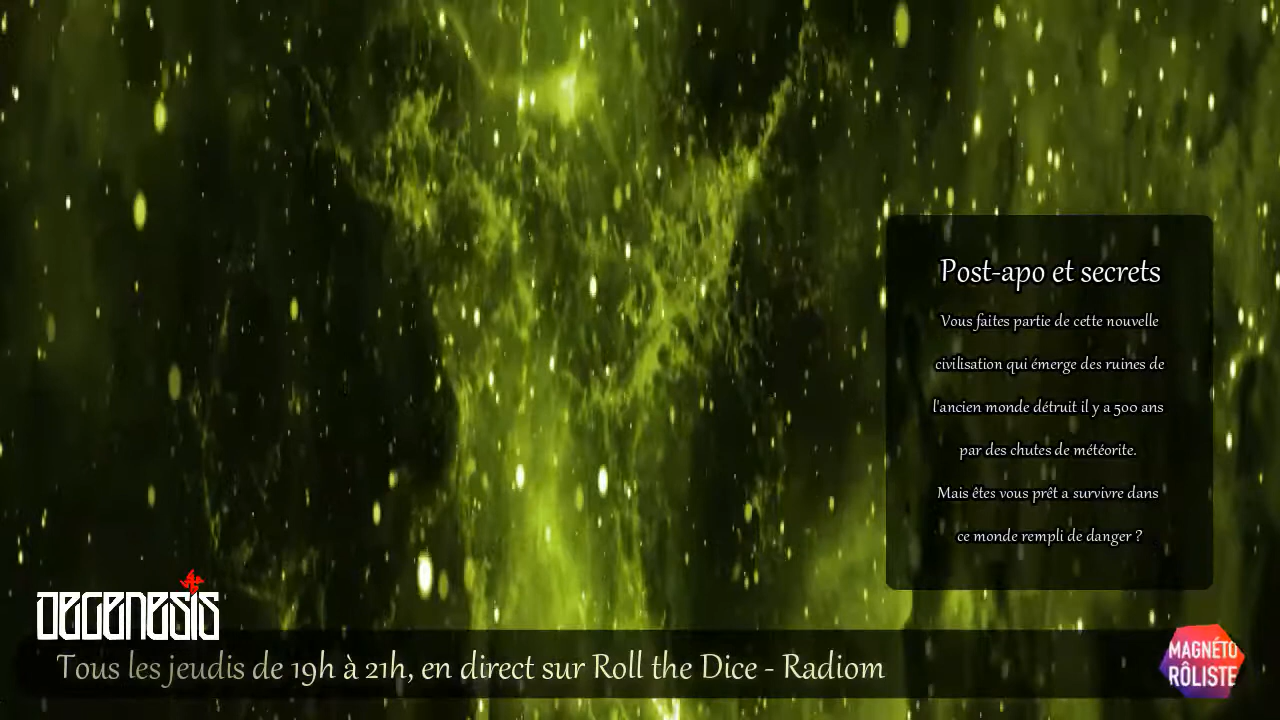 Post-apo et secrets
Vous faites partie de cette nouvelle
civilisation qui émerge des ruines de
l'ancien monde détruit il y a 500 ans
par des chutes de météorite.
Mais êtes vous prêt a survivre dans
ce monde rempli de danger ?
DEGENESIS
Tous les jeudis de 19h à 21h, en direct sur Roll the Dice - Radiom
MAGNÉTO
RÔLISTE